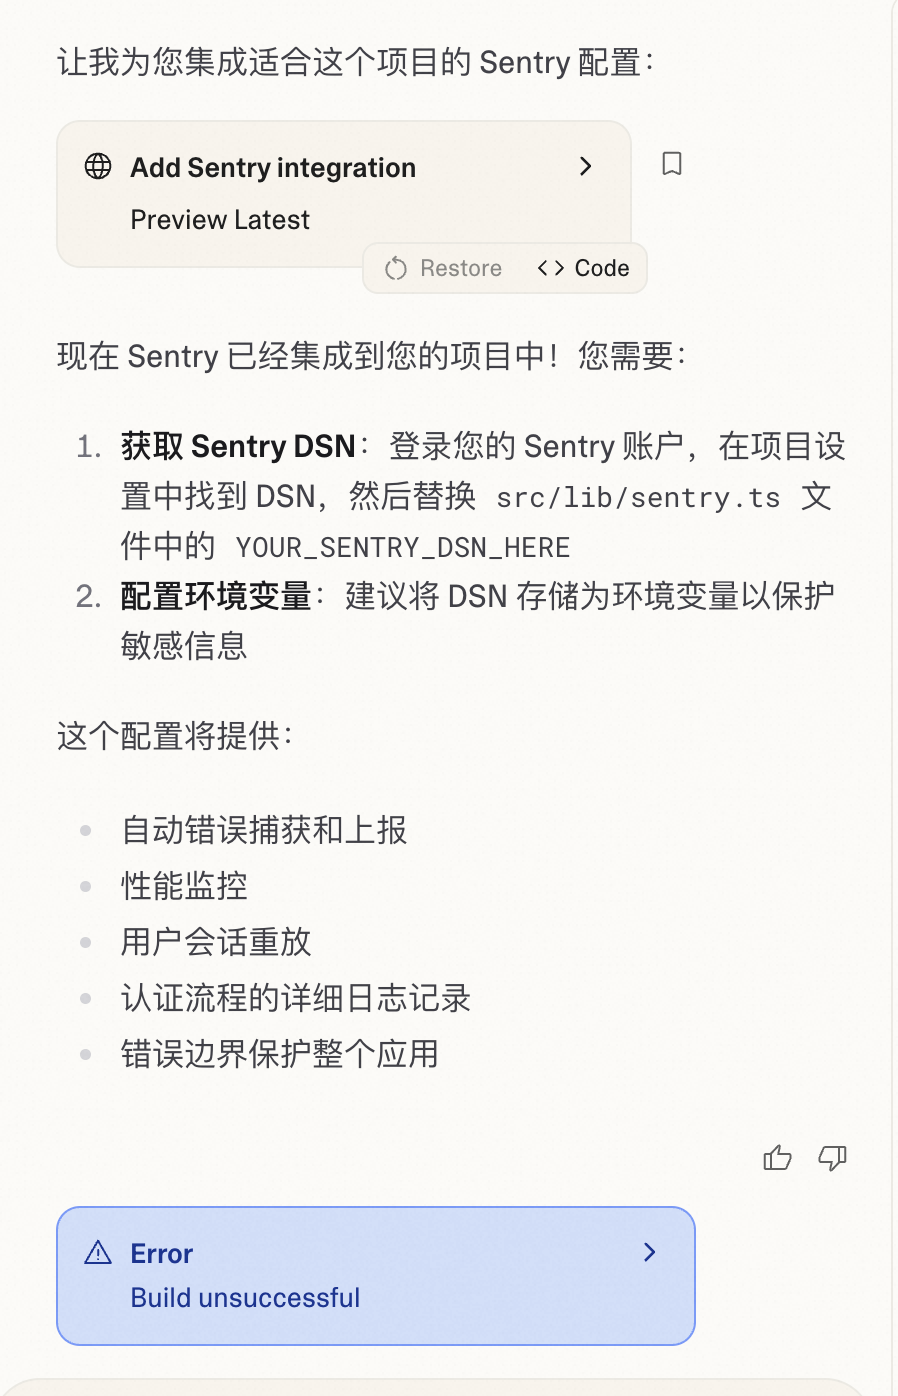 让我为您集成适合这个项目的 Sentry 配置：
Add Sentry integration
Preview Latest
Restore
Code
现在 Sentry 已经集成到您的项目中！您需要：
1. 获取 Sentry DSN：登录您的 Sentry 账户，在项目设
置中找到 DSN，然后替换 src/lib/sentry.ts 文
件中的 YOUR_SENTRY_DSN_HERE
2. 配置环境变量：建议将 DSN 存储为环境变量以保护
敏感信息
这个配置将提供：
• 自动错误捕获和上报
• 性能监控
• 用户会话重放
• 认证流程的详细日志记录
• 错误边界保护整个应用
Error
Build unsuccessful